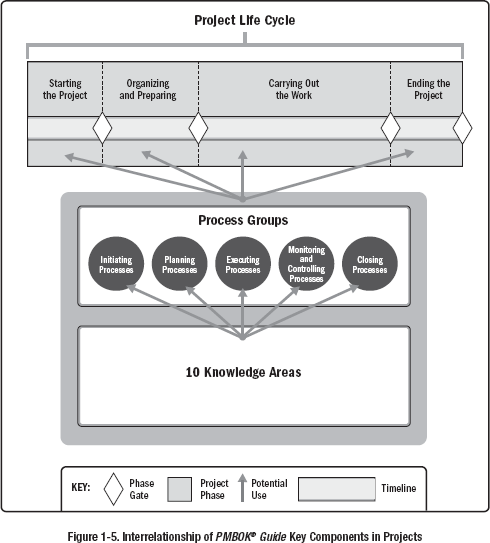 Project Life Cycle
Starting
the Project
Organizing
and Preparing
Carrying Out
the Work
Ending the
Project
Process Groups
Initiating
Processes
Planning
Processes
Executing
Processes
Monitoring
and
Controlling
Processes
Closing
Processes
10 Knowledge Areas
KEY:
Phase
Gate
Project
Phase
Potential
Use
Timeline
Figure 1-5. Interrelationship of PMBOK® Guide Key Components in Projects